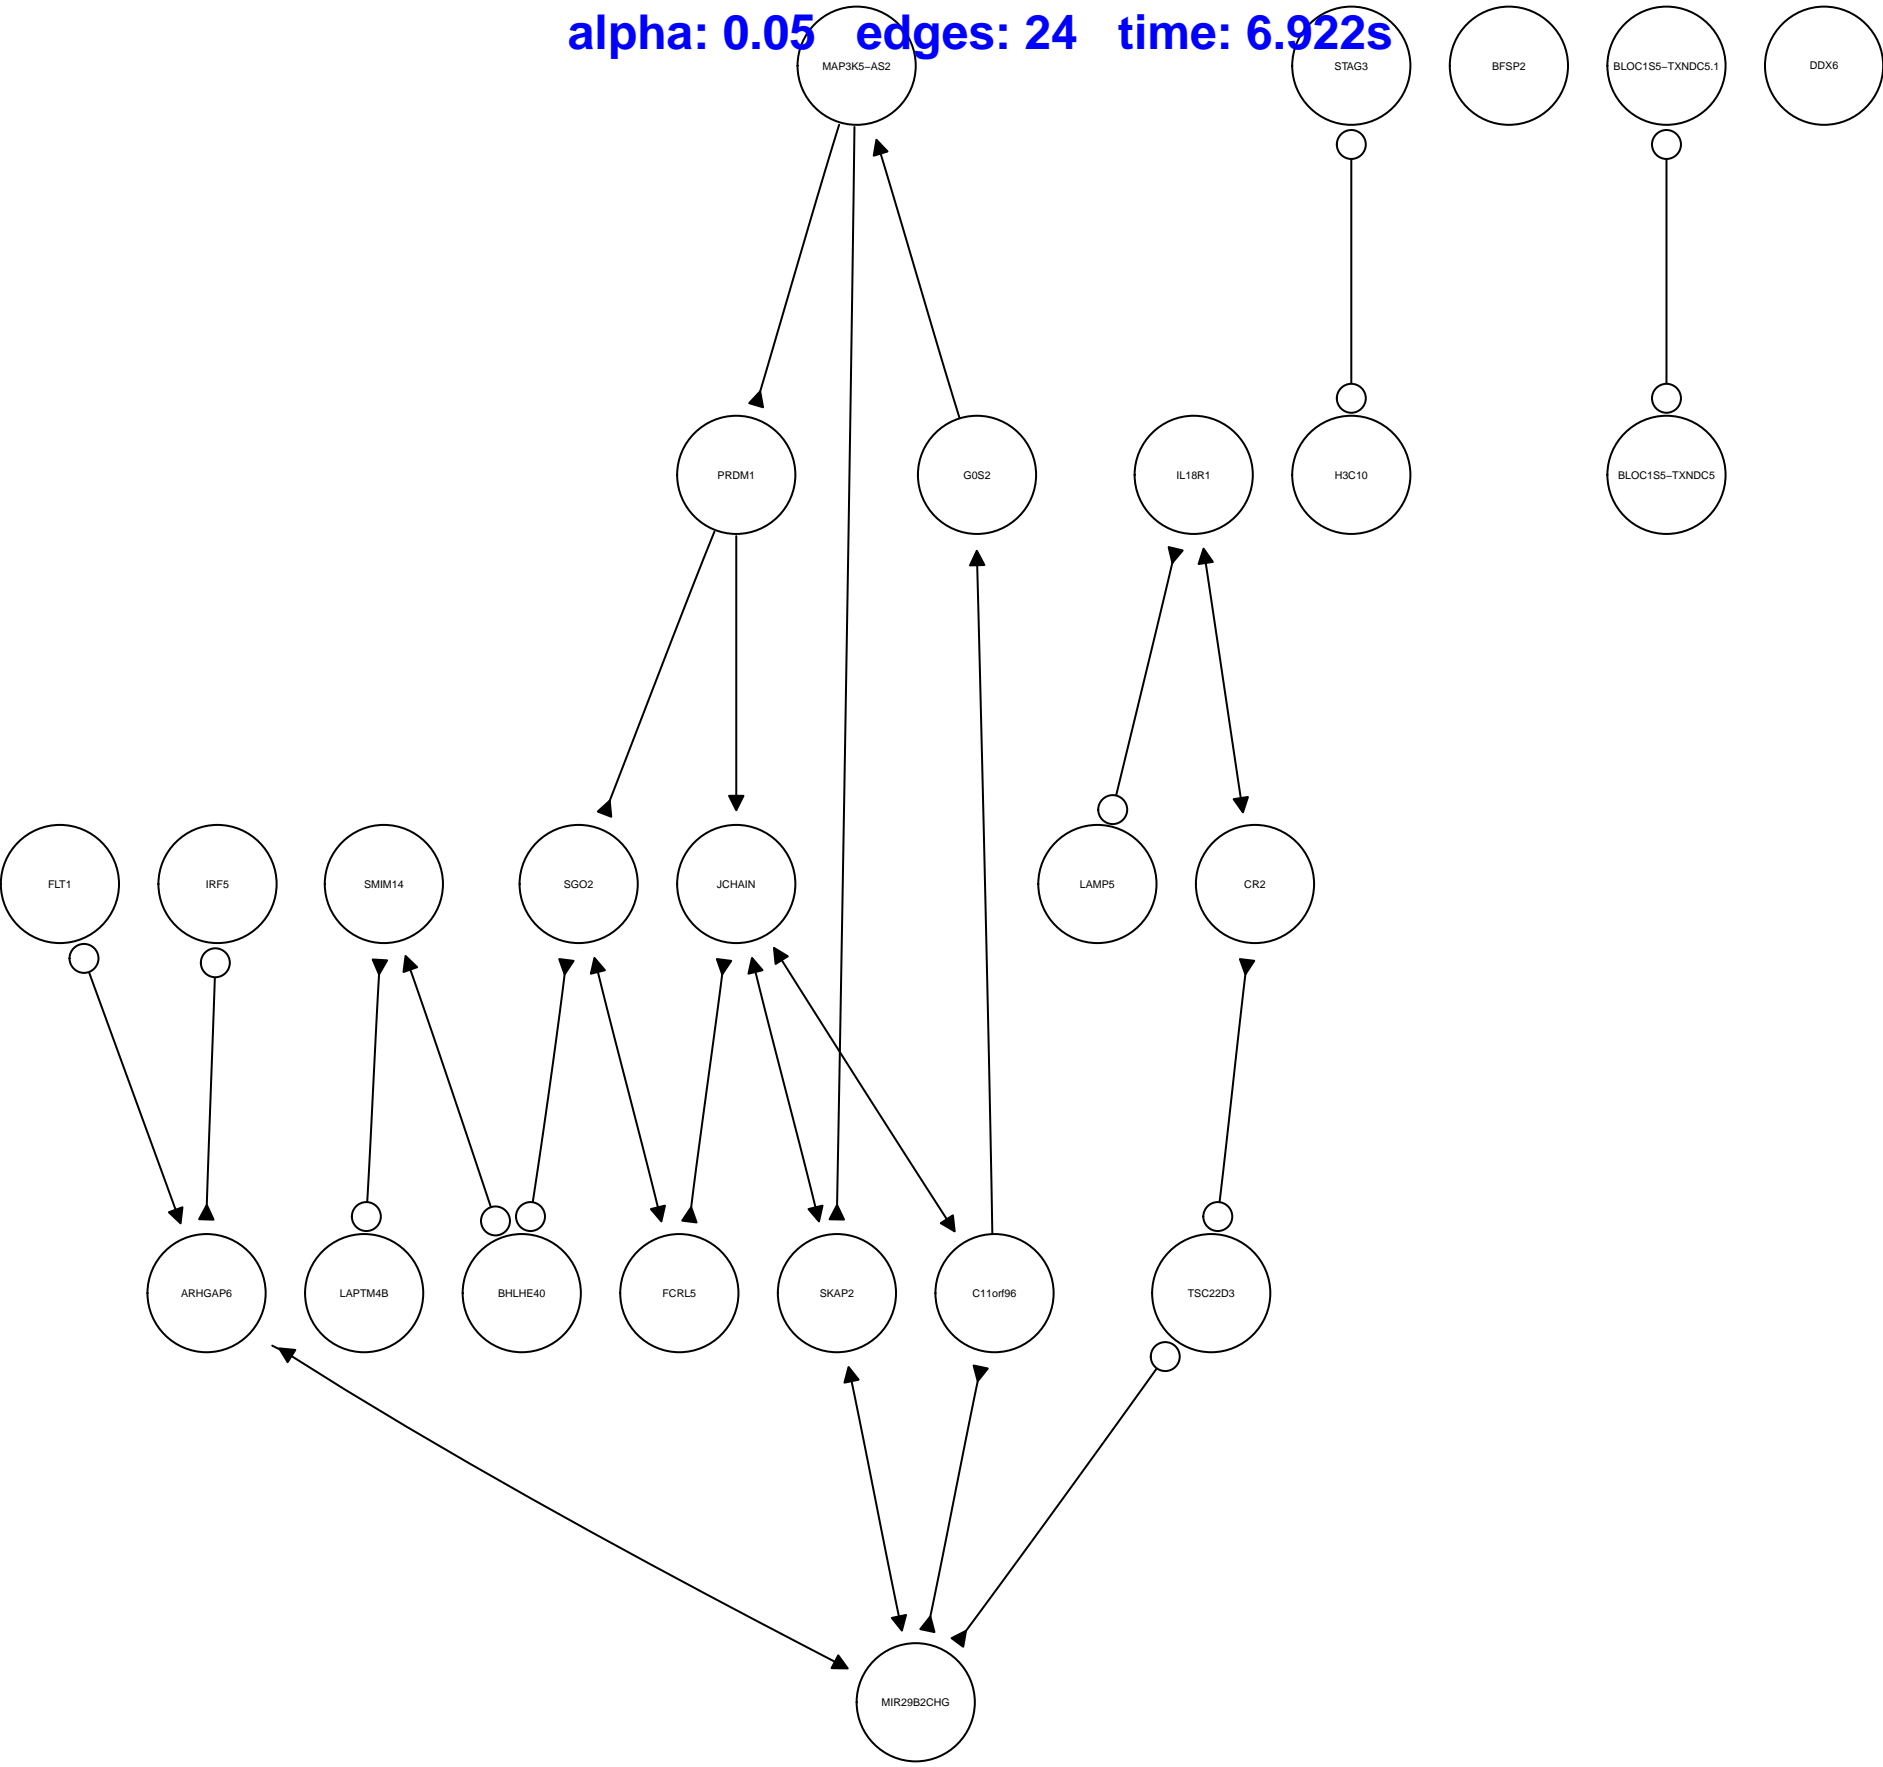 alpha: 0.05 edges: 24 time: 6.922s
MAP3K5−AS2
STAG3
BFSP2
BLOC1S5−TXNDC5.1
DDX6
PRDM1
G0S2
IL18R1
H3C10
BLOC1S5−TXNDC5
FLT1
IRF5
SMIM14
SGO2
JCHAIN
LAMP5
CR2
ARHGAP6
LAPTM4B
BHLHE40
FCRL5
SKAP2
C11orf96
TSC22D3
MIR29B2CHG